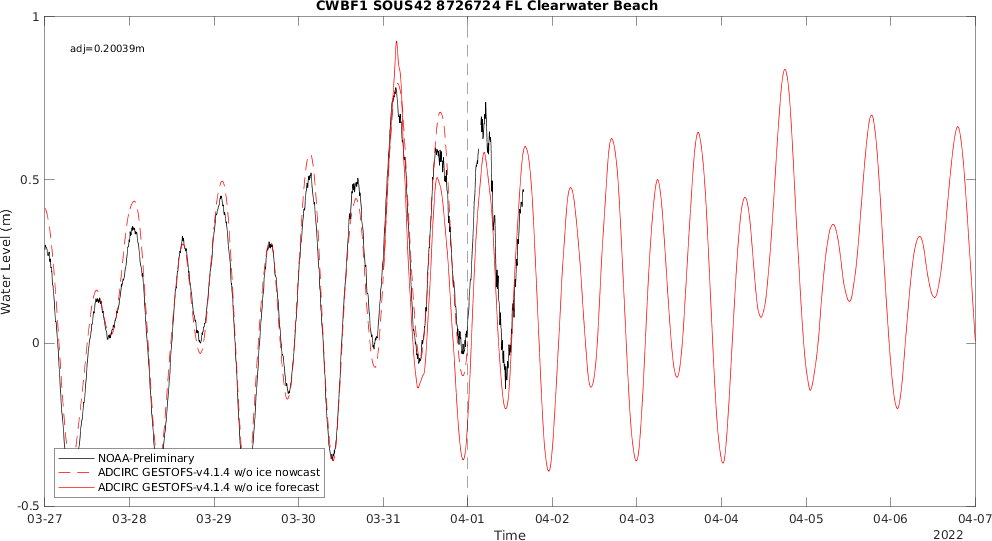 CWBF1 SOUS42 8726724 FL Clearwater Beach
adj=0.20039m
1
0.5
0
-0.5
Water Level (m)
NOAA-Preliminary
ADCIRC GESTOFS-v4.1.4 w/o ice nowcast
ADCIRC GESTOFS-v4.1.4 w/o ice forecast
03-27 03-28 03-29 03-30 03-31 04-01 04-02 04-03 04-04 04-05 04-06 04-07
Time
2022